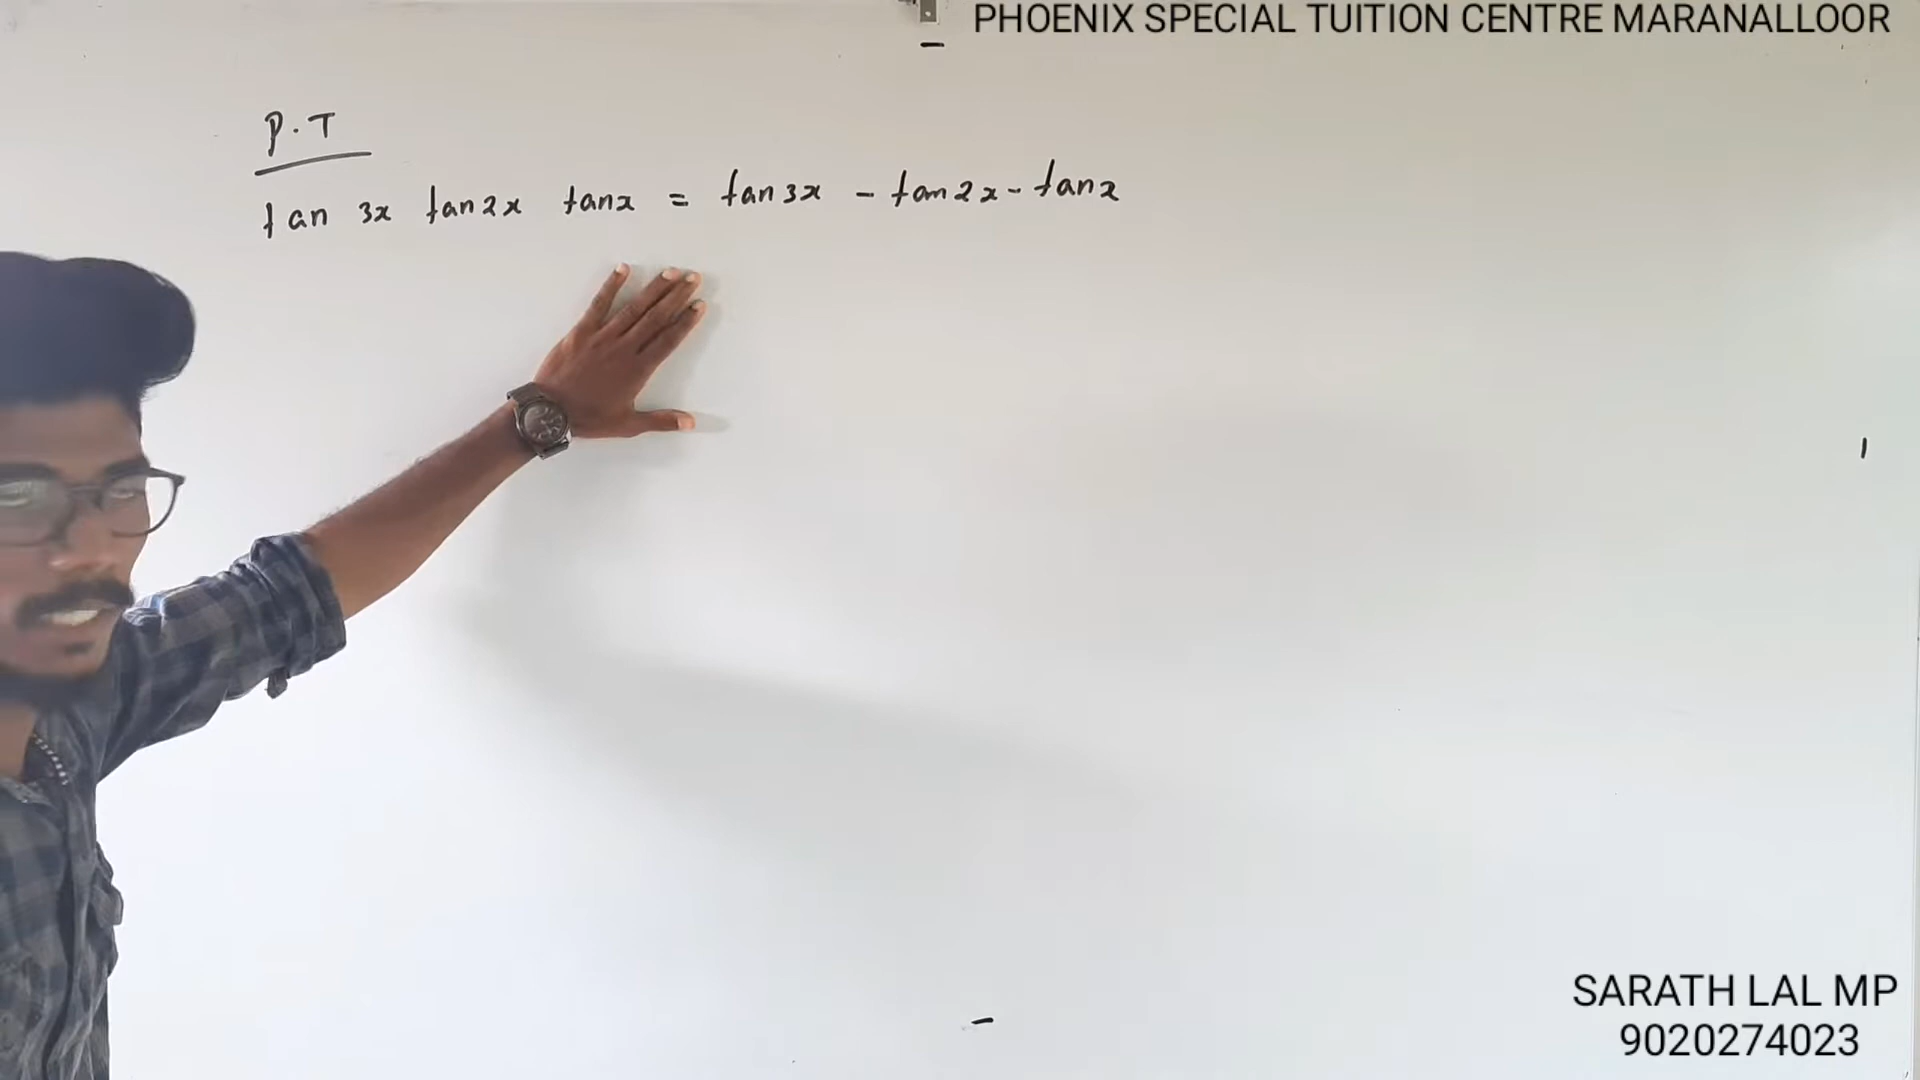 PHOENIX SPECIAL TUITION CENTRE MARANALLOOR
P.T
tan 3x tan2x tanx = tan3x - tan2x - tanx
SARATH LAL MP
9020274023